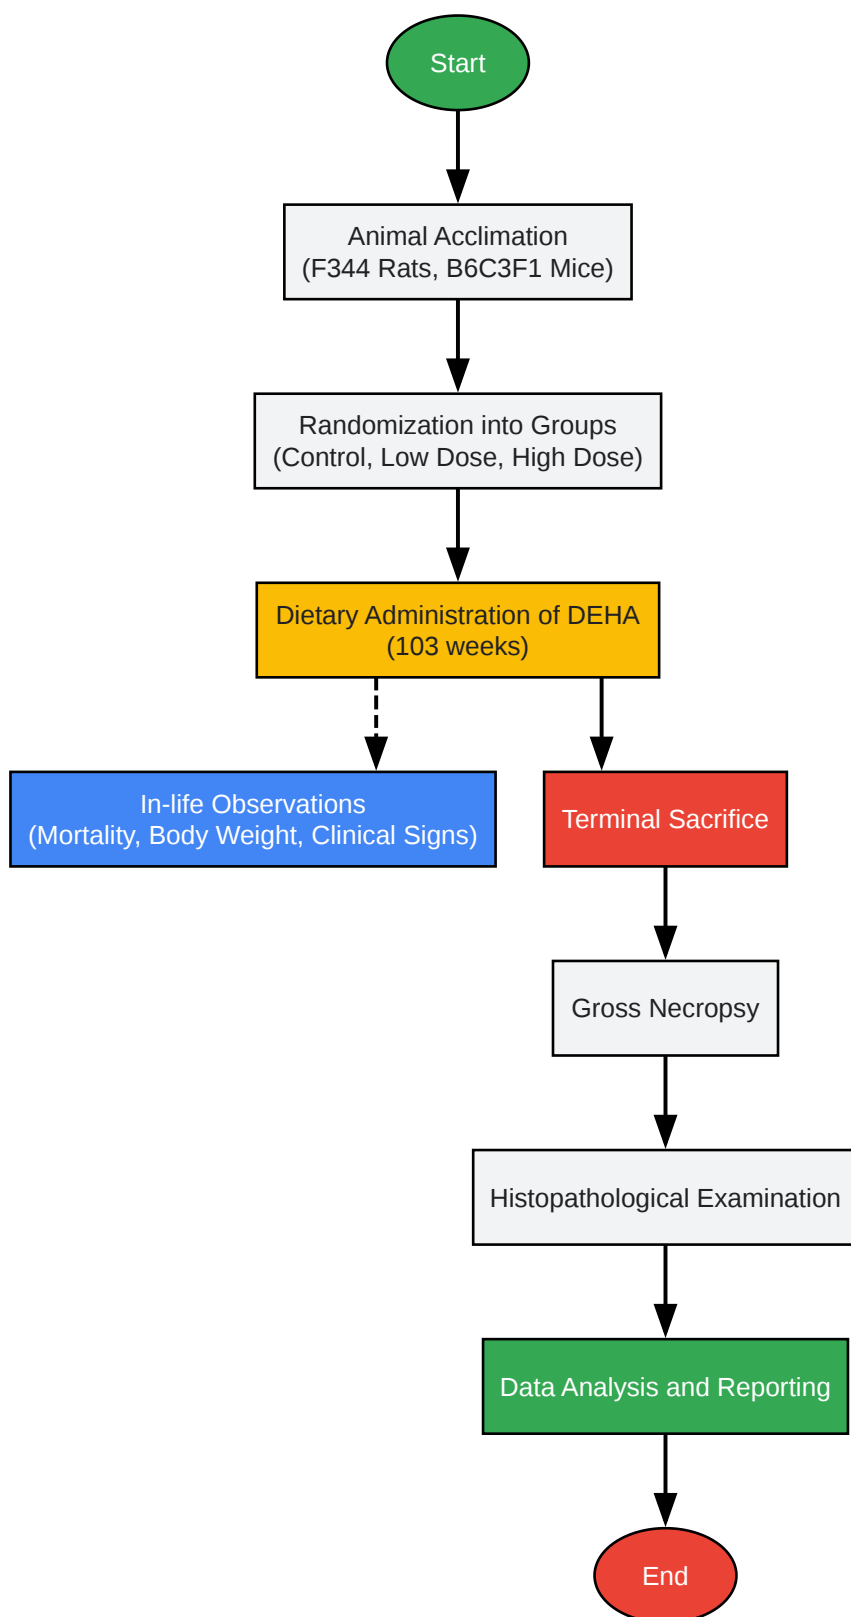 Start
Animal Acclimation
(F344 Rats, B6C3F1 Mice)
Randomization into Groups
(Control, Low Dose, High Dose)
Dietary Administration of DEHA
(103 weeks)
In-life Observations
(Mortality, Body Weight, Clinical Signs)
Terminal Sacrifice
Gross Necropsy
Histopathological Examination
Data Analysis and Reporting
End